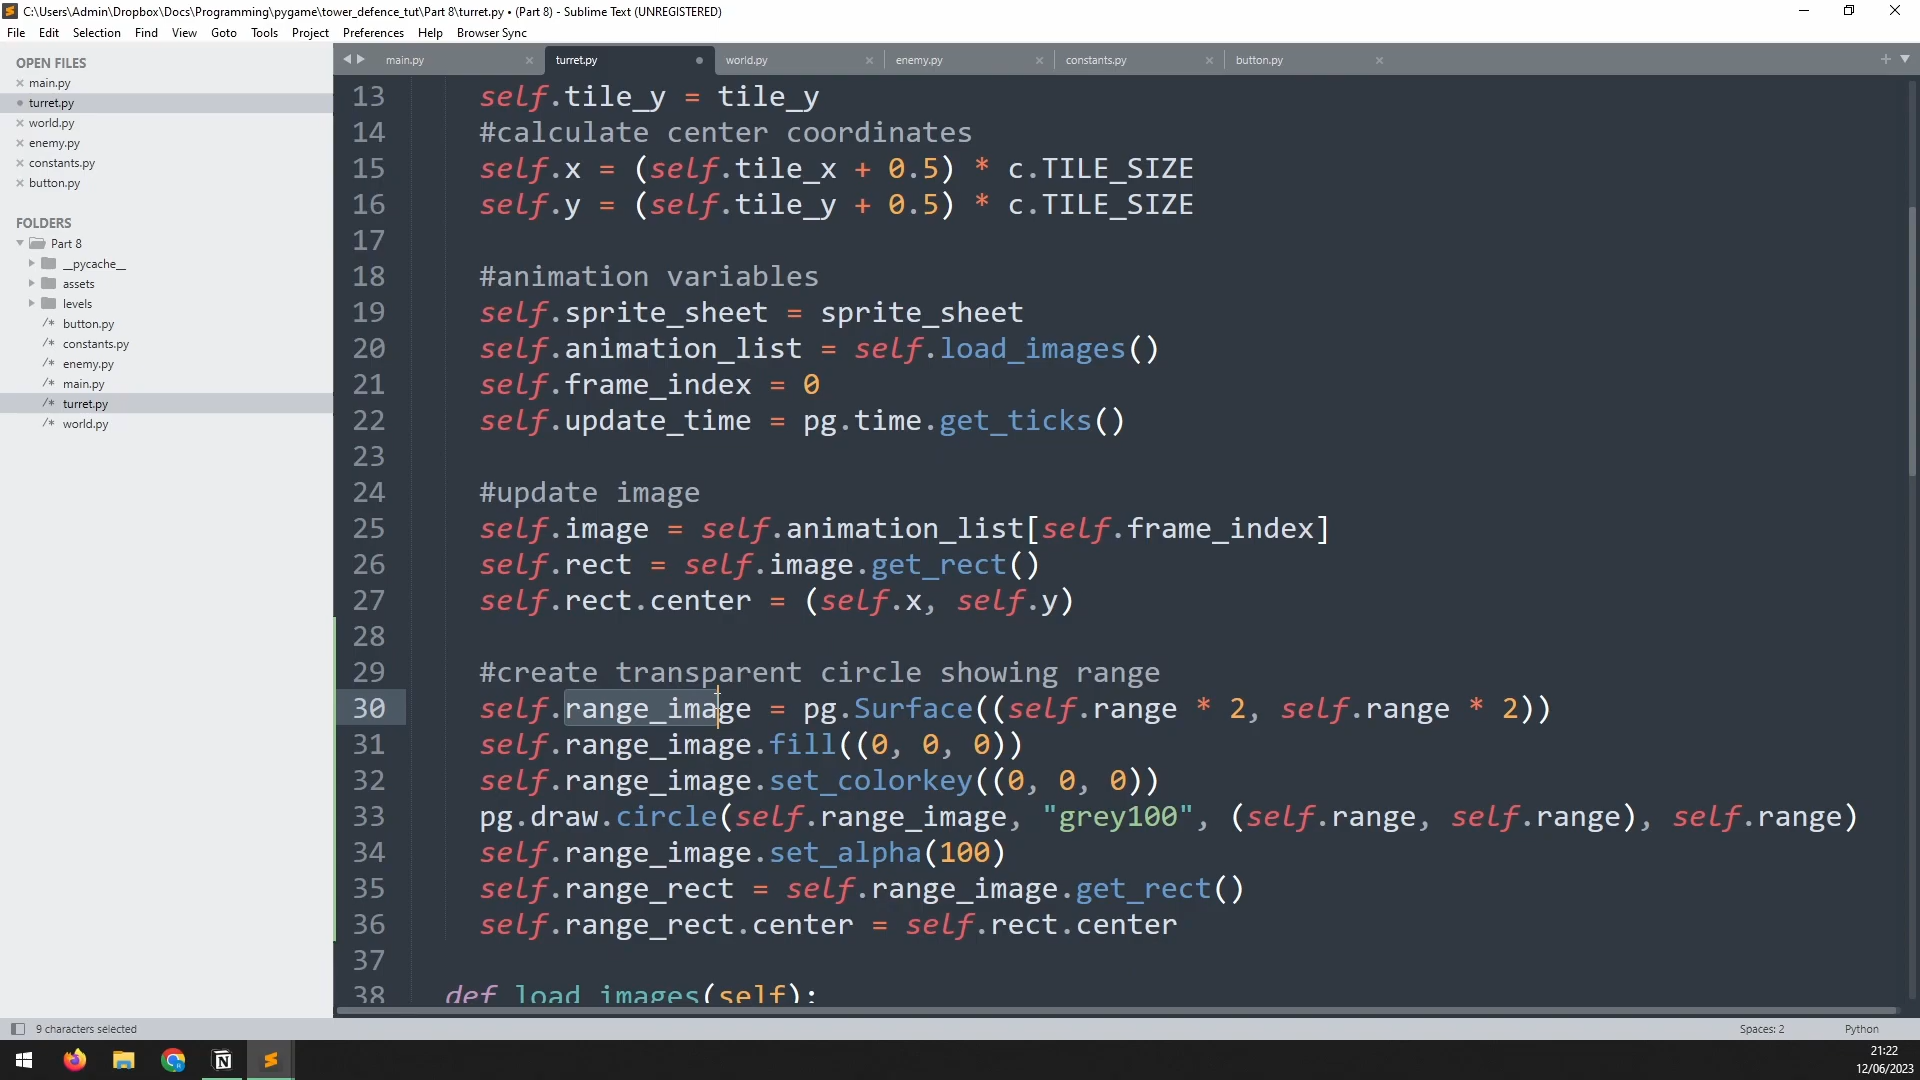 C:\Users\Admin\Dropbox\Docs\Programming\pygame\tower_defence_tut\Part 8\turret.py • (Part 8) - Sublime Text (UNREGISTERED)
File Edit Selection Find View Goto Tools Project Preferences Help Browser Sync
OPEN FILES
main.py
turret.py
world.py
enemy.py
constants.py
button.py
FOLDERS
Part 8
__pycache__
assets
levels
/* button.py
/* constants.py
/* enemy.py
/* main.py
/* turret.py
/* world.py
main.py turret.py world.py enemy.py constants.py button.py
13 self.tile_y = tile_y
14 #calculate center coordinates
15 self.x = (self.tile_x + 0.5) * c.TILE_SIZE
16 self.y = (self.tile_y + 0.5) * c.TILE_SIZE
17
18 #animation variables
19 self.sprite_sheet = sprite_sheet
20 self.animation_list = self.load_images()
21 self.frame_index = 0
22 self.update_time = pg.time.get_ticks()
23
24 #update image
25 self.image = self.animation_list[self.frame_index]
26 self.rect = self.image.get_rect()
27 self.rect.center = (self.x, self.y)
28
29 #create transparent circle showing range
30 self.range_image = pg.Surface((self.range * 2, self.range * 2))
31 self.range_image.fill((0, 0, 0))
32 self.range_image.set_colorkey((0, 0, 0))
33 pg.draw.circle(self.range_image, "grey100", (self.range, self.range), self.range)
34 self.range_image.set_alpha(100)
35 self.range_rect = self.range_image.get_rect()
36 self.range_rect.center = self.rect.center
37
38 def load_images(self):
9 characters selected
Spaces: 2
Python
21:22
12/06/2023